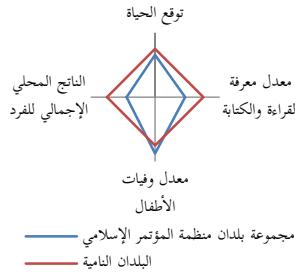 توقع الحياة
معدل معرفة
لقراءة والكتابة
الناتج المحلي
الإجمالي للفرد
معدل وفيات
الأطفال
مجموعة بلدان منظمة المؤتمر الإسلامي
البلدان النامية